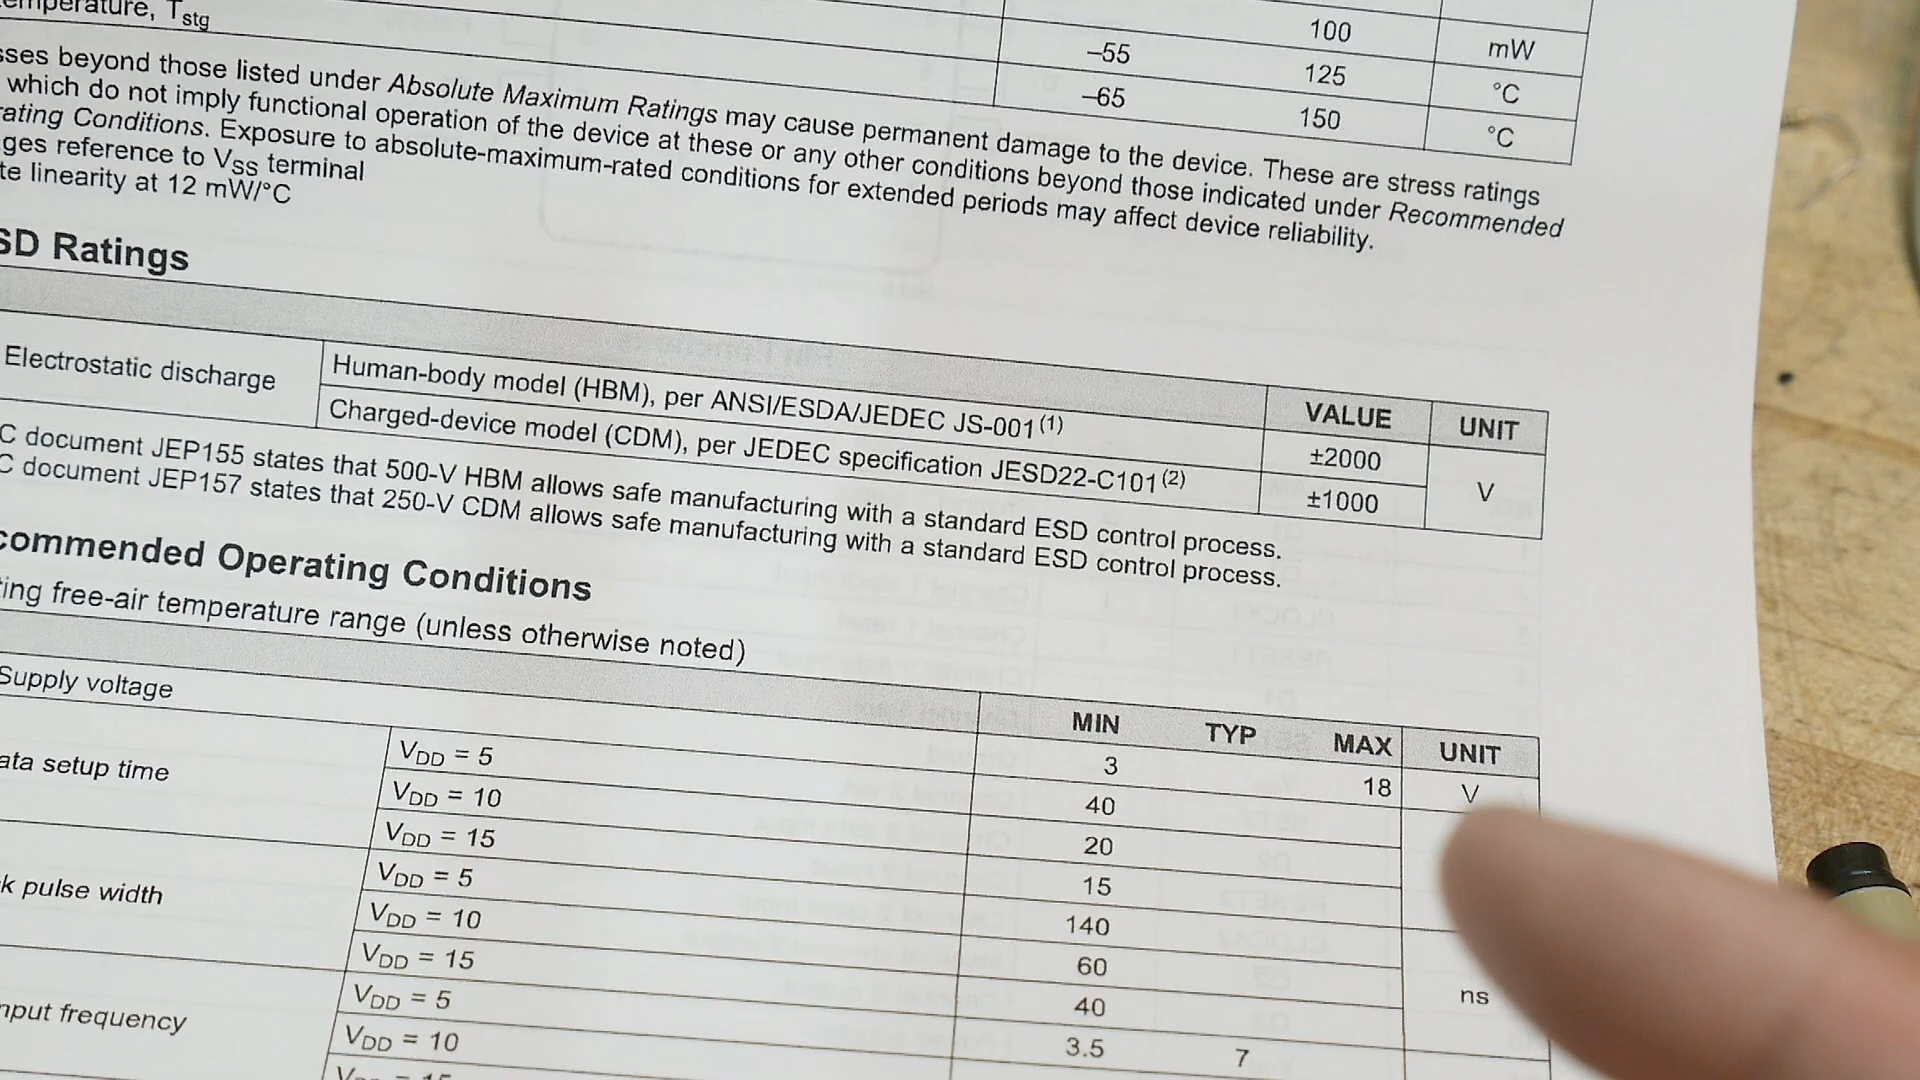 emperature, Tstg
100
mW
–55
125
°C
–65
150
°C
sses beyond those listed under Absolute Maximum Ratings may cause permanent damage to the device. These are stress ratings
which do not imply functional operation of the device at these or any other conditions beyond those indicated under Recommended
rating Conditions. Exposure to absolute-maximum-rated conditions for extended periods may affect device reliability.
ges reference to VSS terminal
te linearity at 12 mW/°C
SD Ratings
VALUE UNIT
Electrostatic discharge
Human-body model (HBM), per ANSI/ESDA/JEDEC JS-001(1) ±2000
Charged-device model (CDM), per JEDEC specification JESD22-C101(2) ±1000
V
C document JEP155 states that 500-V HBM allows safe manufacturing with a standard ESD control process.
C document JEP157 states that 250-V CDM allows safe manufacturing with a standard ESD control process.
commended Operating Conditions
ting free-air temperature range (unless otherwise noted)
MIN TYP MAX UNIT
Supply voltage 3 18 V
ata setup time
VDD = 5 40
VDD = 10 20
VDD = 15 15
k pulse width
VDD = 5 140
VDD = 10 60
VDD = 15 40
ns
nput frequency
VDD = 5 3.5 7
VDD = 10